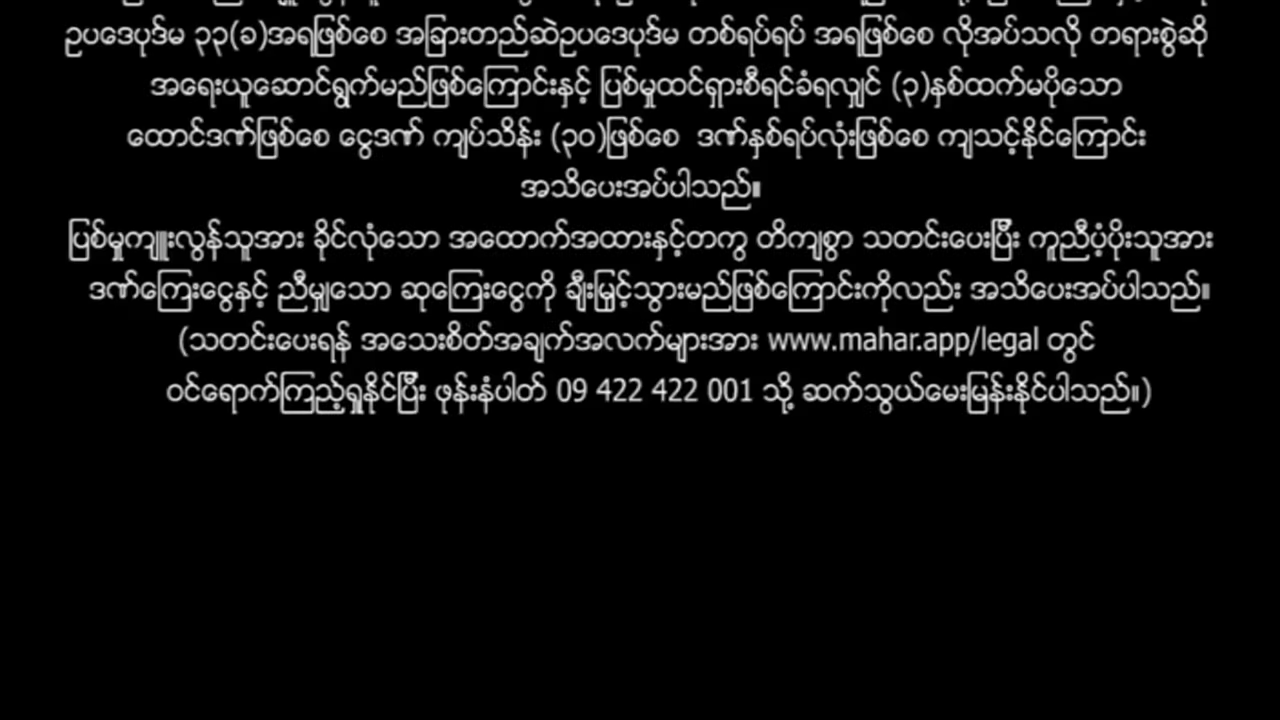 ဥပဒေပုဒ်မ ၃၃(ခ)အရဖြစ်စေ အခြားတည်ဆဲဥပဒေပုဒ်မ တစ်ရပ်ရပ် အရဖြစ်စေ လိုအပ်သလို တရားစွဲဆို
အရေးယူဆောင်ရွက်မည်ဖြစ်ကြောင်းနှင့် ပြစ်မှုထင်ရှားစီရင်ခံရလျှင် (၃)နှစ်ထက်မပိုသော
ထောင်ဒဏ်ဖြစ်စေ ငွေဒဏ် ကျပ်သိန်း (၃၀)ဖြစ်စေ ဒဏ်နှစ်ရပ်လုံးဖြစ်စေ ကျသင့်နိုင်ကြောင်း
အသိပေးအပ်ပါသည်။
ပြစ်မှုကျူးလွန်သူအား ခိုင်လုံသော အထောက်အထားနှင့်တကွ တိကျစွာ သတင်းပေးပြီး ကူညီပံ့ပိုးသူအား
ဒဏ်ကြေးငွေနှင့် ညီမျှသော ဆုကြေးငွေကို ချီးမြှင့်သွားမည်ဖြစ်ကြောင်းကိုလည်း အသိပေးအပ်ပါသည်။
(သတင်းပေးရန် အသေးစိတ်အချက်အလက်များအား www.mahar.app/legal တွင်
ဝင်ရောက်ကြည့်ရှုနိုင်ပြီး ဖုန်းနံပါတ် 09 422 422 001 သို့ ဆက်သွယ်မေးမြန်းနိုင်ပါသည်။)